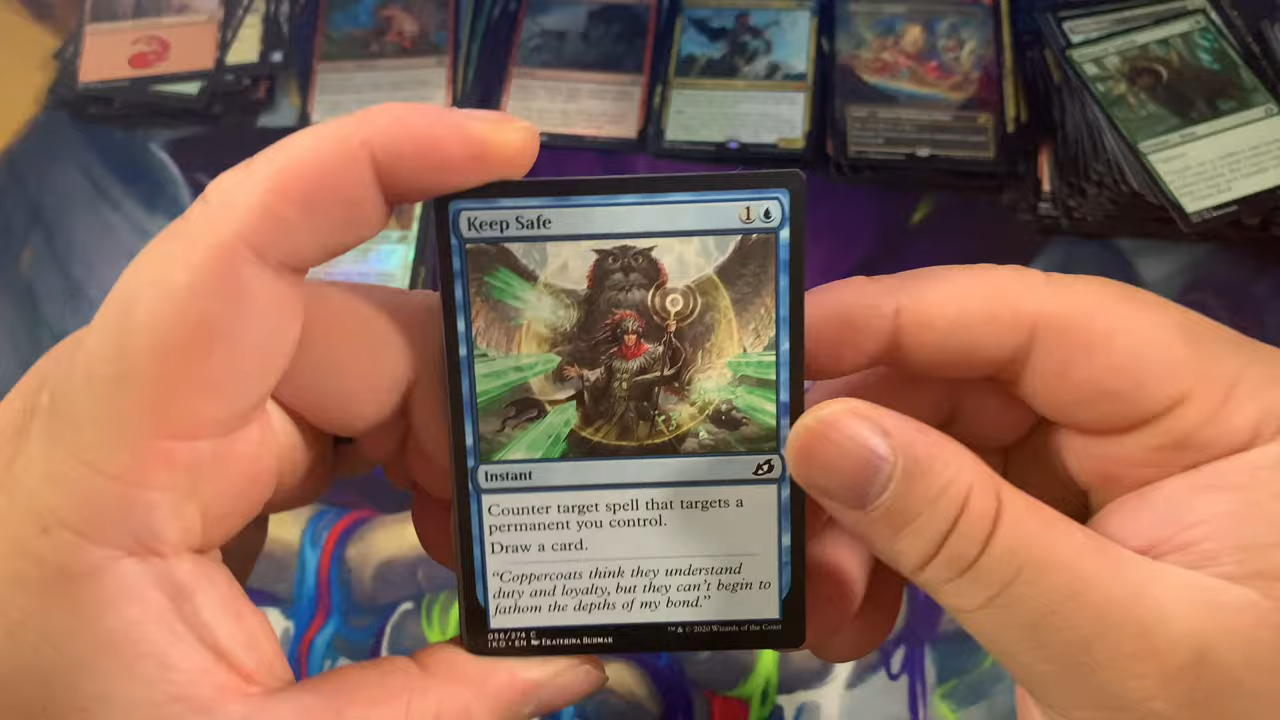 Keep Safe 1
Instant
Counter target spell that targets a
permanent you control.
Draw a card.
"Coppercoats think they understand
duty and loyalty, but they can't begin to
fathom the depths of my bond."
056/274 C
IKO • EN EKATERINA BURMAK
™ & © 2020 Wizards of the Coast